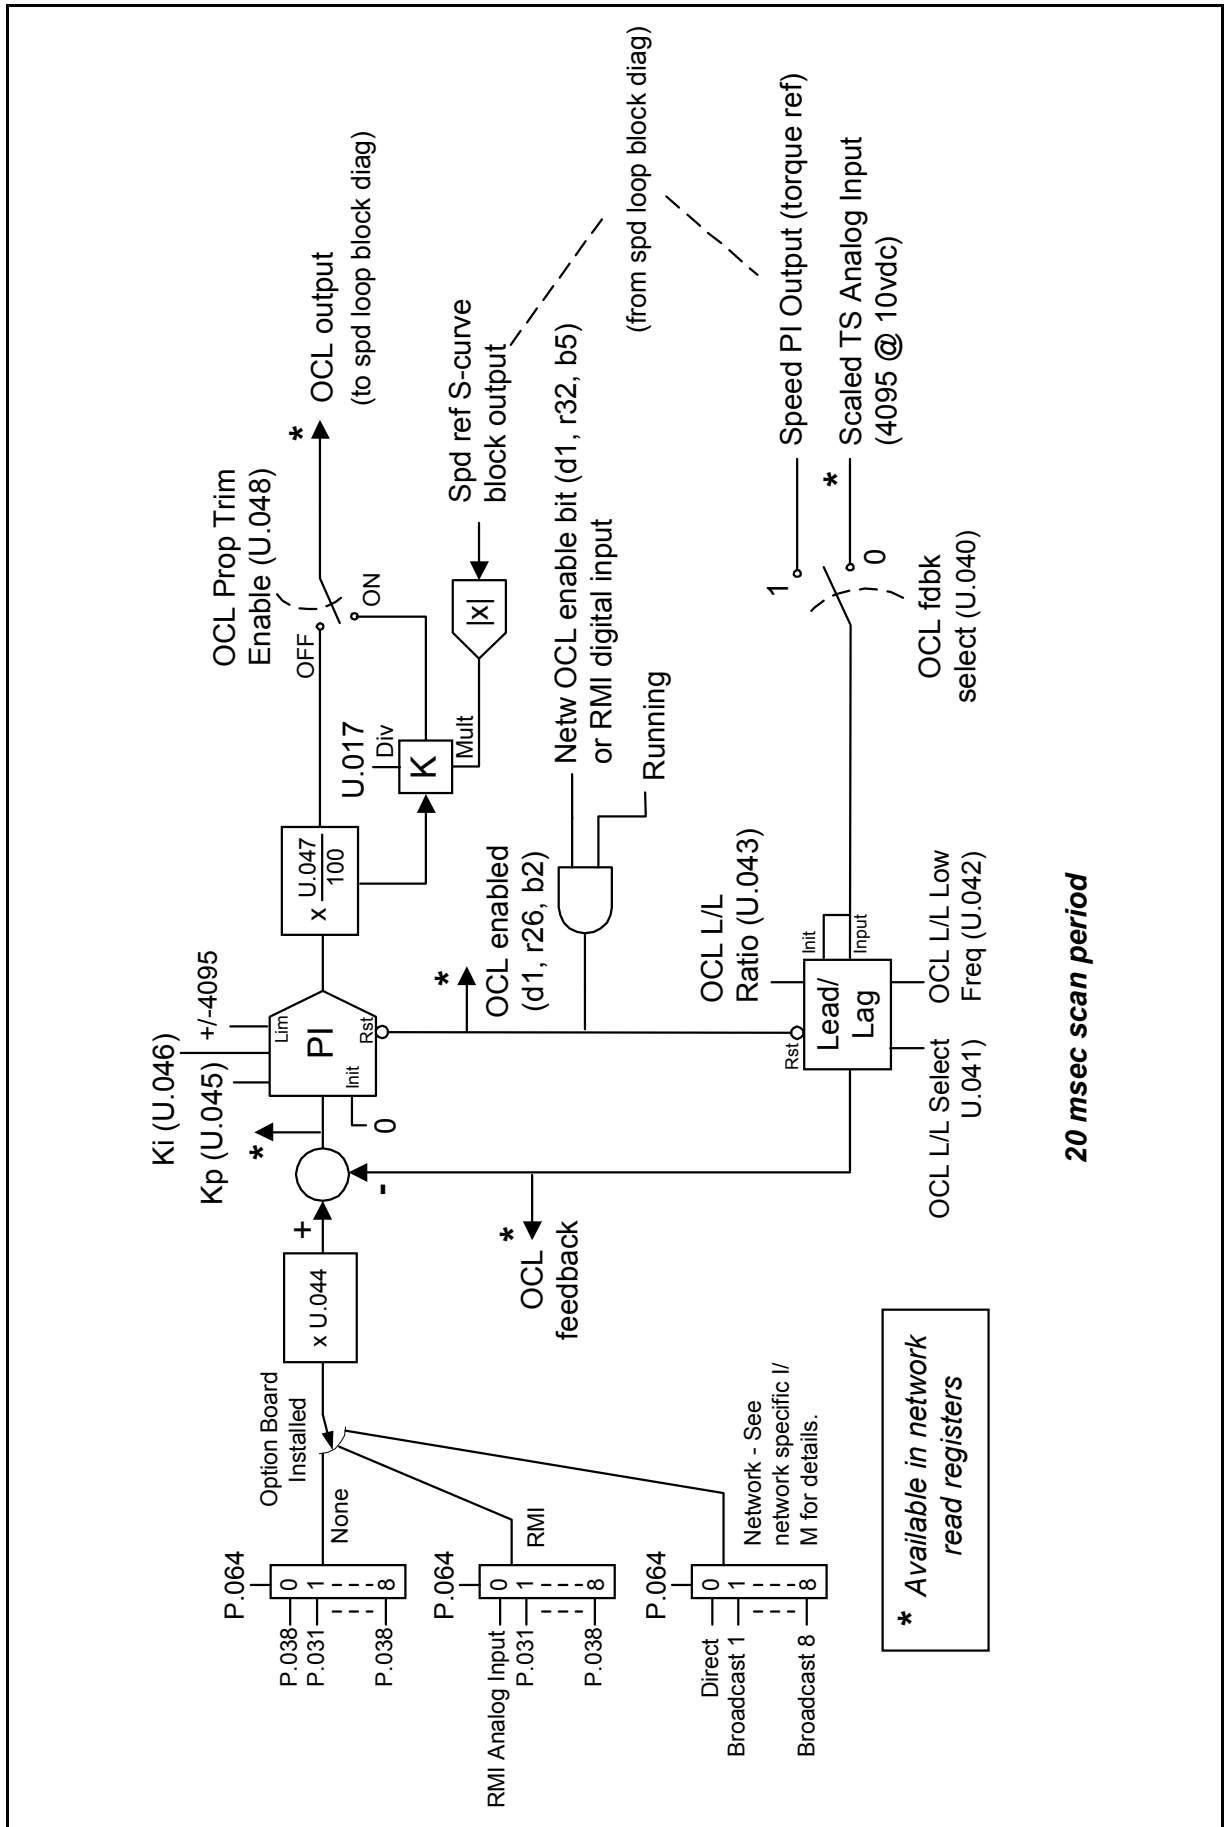 P.064
P.038
P.031
P.038
0
1
8
None
Option Board
Installed
P.064
RMI Analog Input
P.031
P.038
0
1
8
RMI
P.064
Direct
Broadcast 1
Broadcast 8
0
1
8
Network - See
network specific I/
M for details.
x U.044
+
-
*
Ki (U.046)
Kp (U.045)
+/-4095
Lim
PI
Init
Rst
0
x U.047
100
U.017
Div
K
Mult
OCL Prop Trim
Enable (U.048)
OFF
ON
*
OCL output
(to spd loop block diag)
|x|
Spd ref S-curve
block output
(from spd loop block diag)
*
OCL enabled
(d1, r26, b2)
Netw OCL enable bit (d1, r32, b5)
or RMI digital input
Running
*
OCL
feedback
OCL L/L
Ratio (U.043)
Rst
Lead/
Lag
Init
Input
OCL L/L Select
U.041)
OCL L/L Low
Freq (U.042)
1
0
OCL fdbk
select (U.040)
Speed PI Output (torque ref)
*
Scaled TS Analog Input
(4095 @ 10vdc)
* Available in network
read registers
20 msec scan period